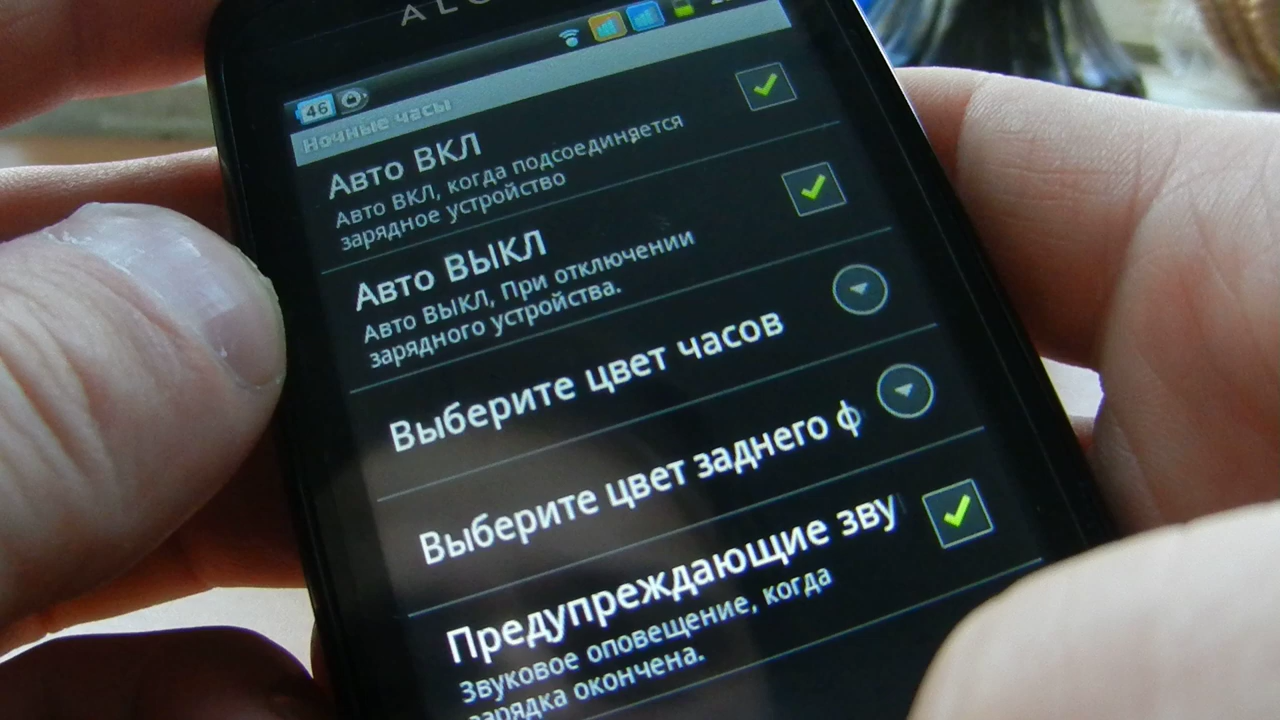 46
Ночные часы
Авто ВКЛ
Авто ВКЛ, когда подсоединяется
зарядное устройство
Авто ВЫКЛ
Авто ВЫКЛ, При отключении
зарядного устройства.
Выберите цвет часов
Выберите цвет заднего ф
Предупреждающие зву
Звуковое оповещение, когда
зарядка окончена.